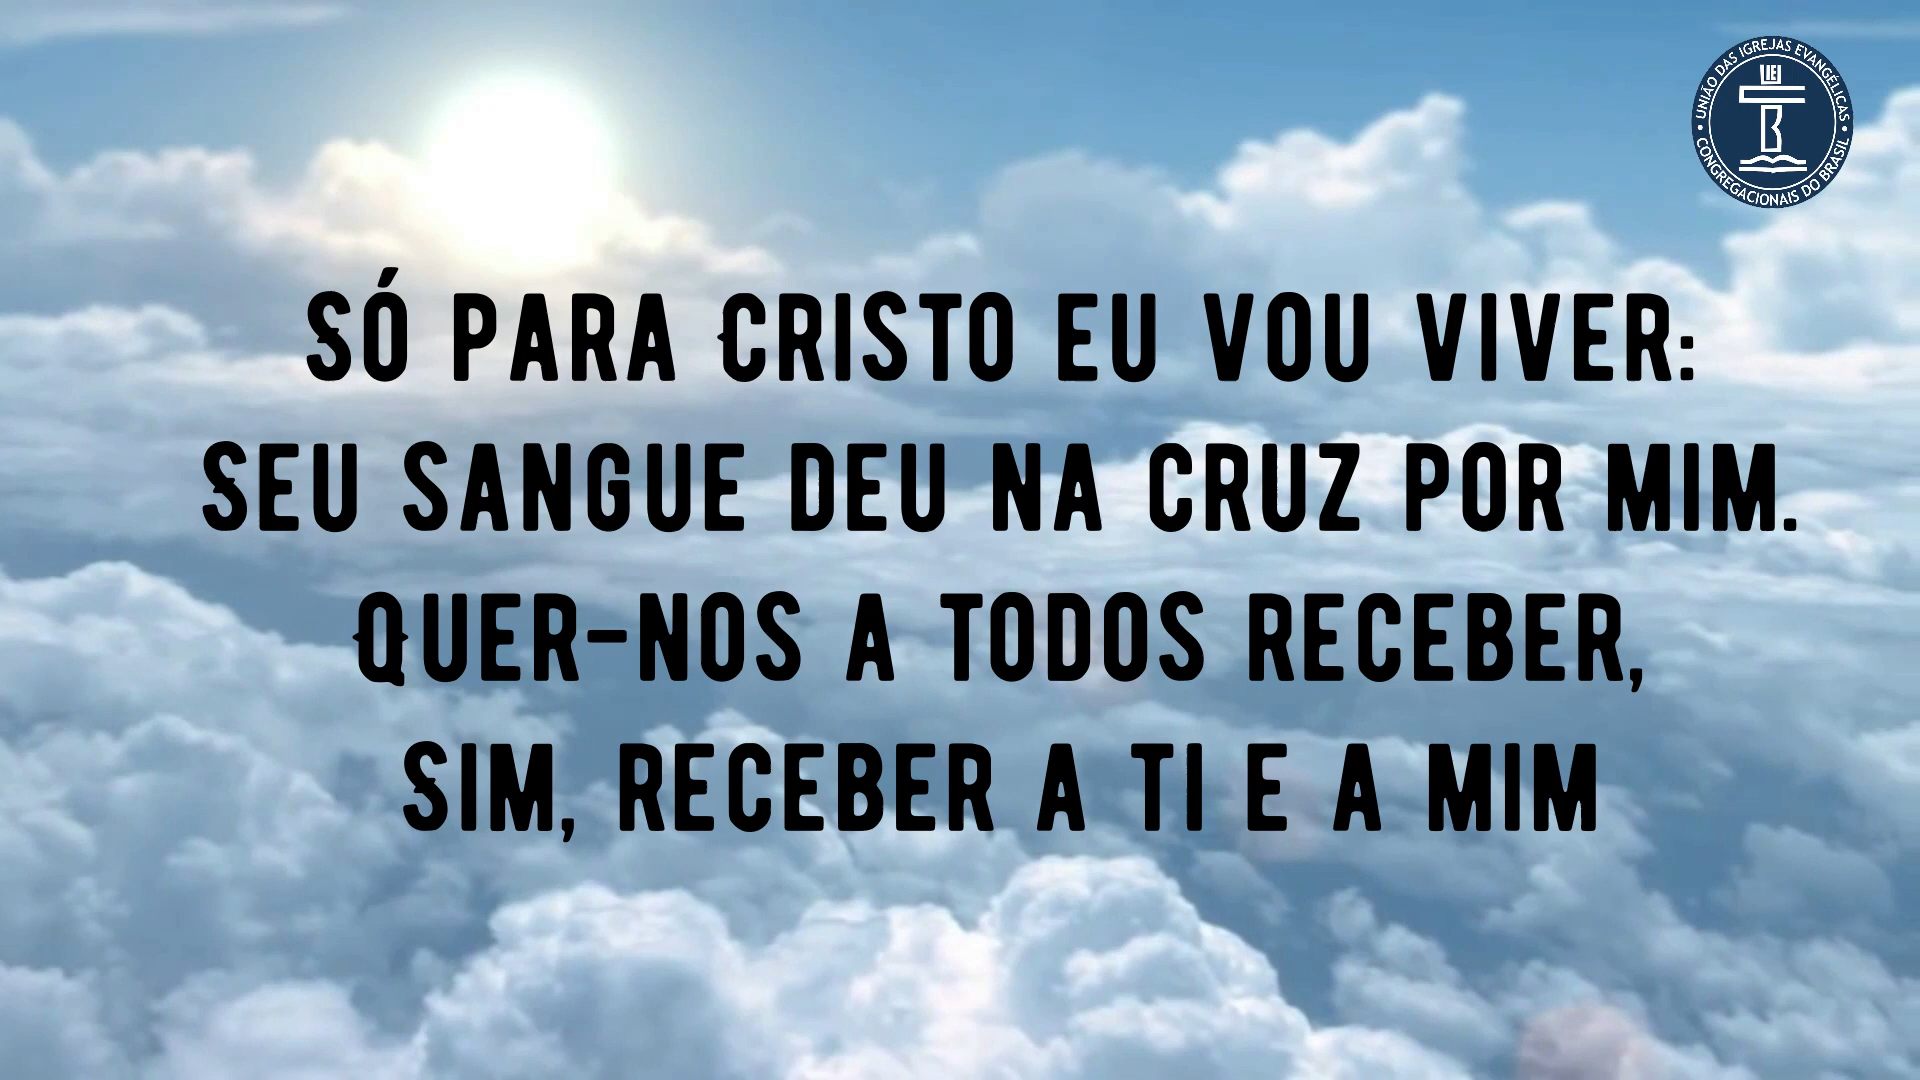 UNIÃO DAS IGREJAS EVANGÉLICAS
CONGREGACIONAIS DO BRASIL
SÓ PARA CRISTO EU VOU VIVER:
SEU SANGUE DEU NA CRUZ POR MIM.
QUER-NOS A TODOS RECEBER,
SIM, RECEBER A TI E A MIM